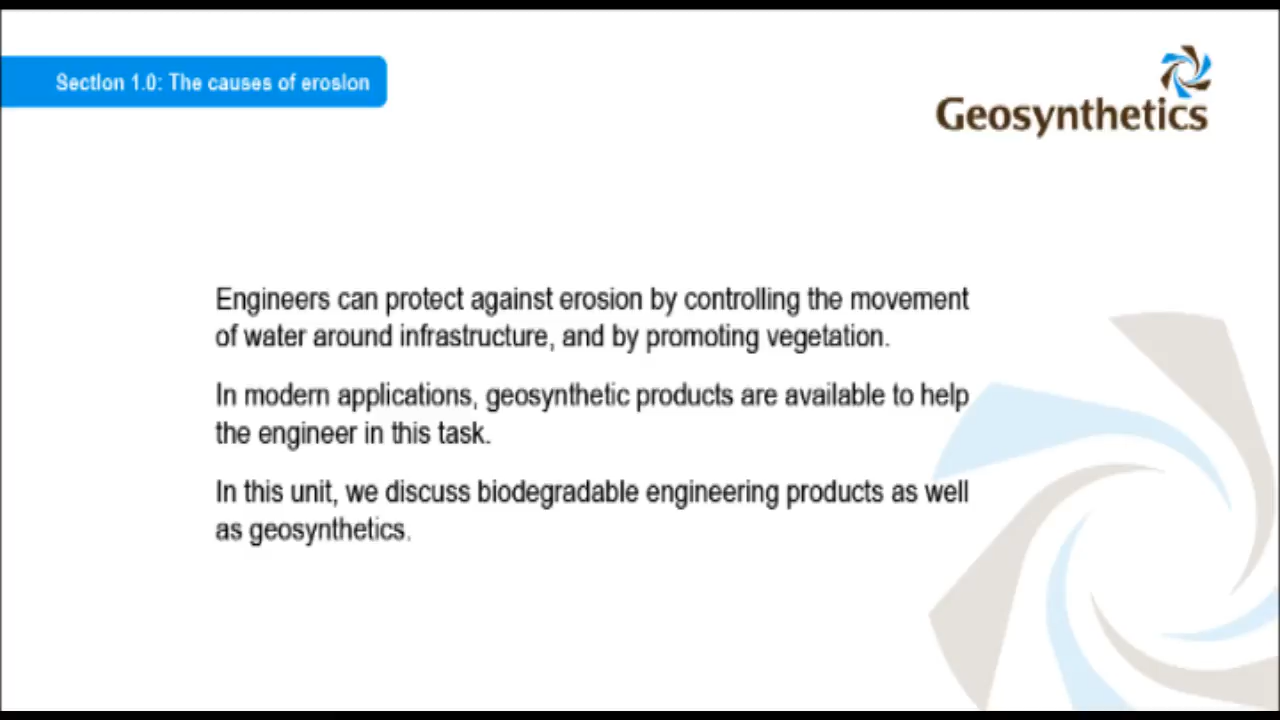 Section 1.0: The causes of erosion
Geosynthetics
Engineers can protect against erosion by controlling the movement
of water around infrastructure, and by promoting vegetation.
In modern applications, geosynthetic products are available to help
the engineer in this task.
In this unit, we discuss biodegradable engineering products as well
as geosynthetics.